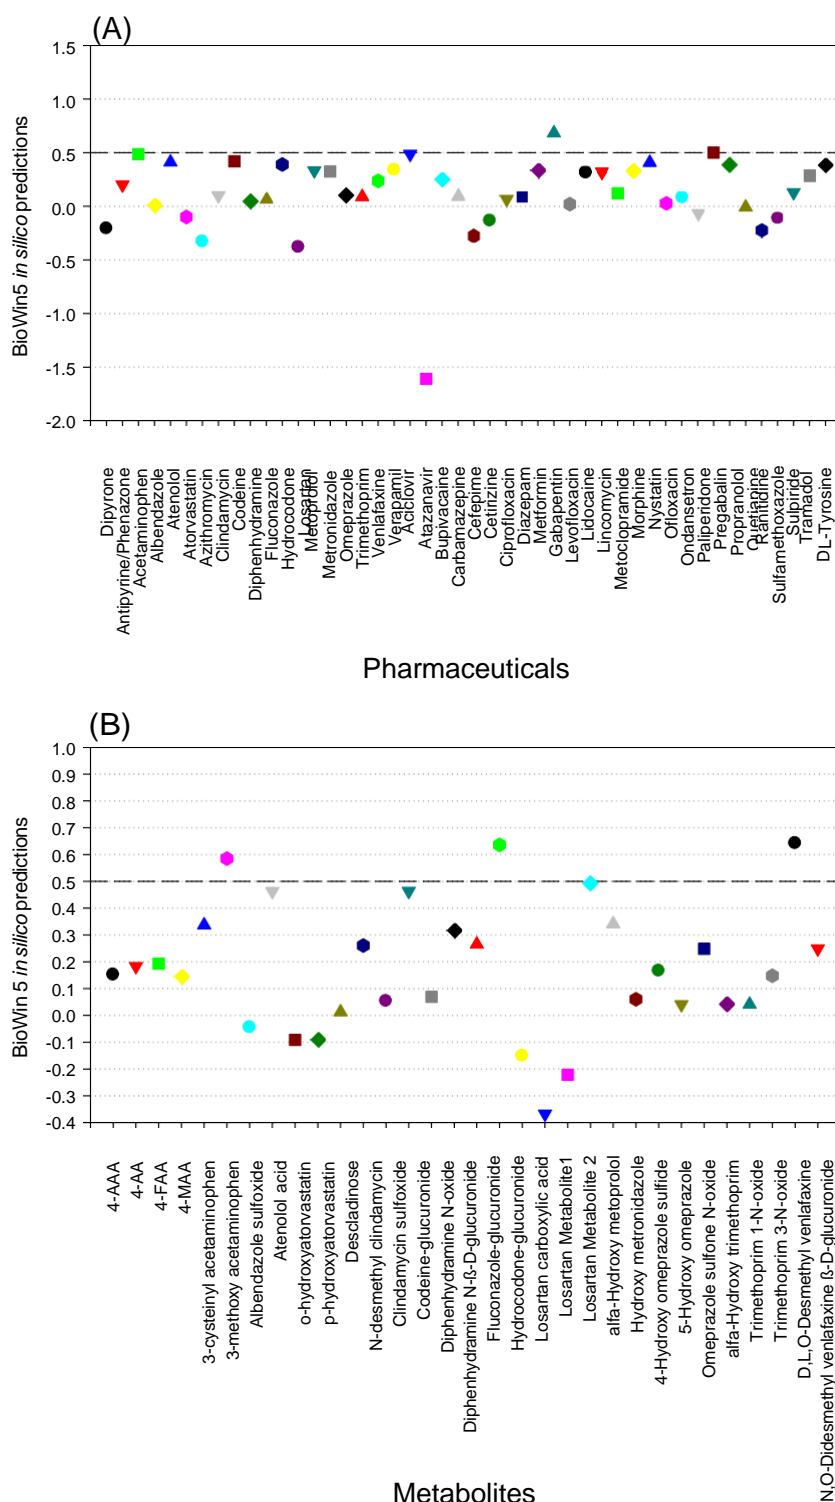 (A)
1.5
1.0
0.5
0.0
-0.5
-1.0
-1.5
-2.0
BioWin5 in silico predictions
Dipyrone
Antipyrine/Phenazone
Acetaminophen
Albendazole
Atenolol
Atorvastatin
Azithromycin
Clindamycin
Codeine
Diphenhydramine
Fluconazole
Hydrocodone
Losartan
Metoprolol
Metronidazole
Omeprazole
Trimethoprim
Venlafaxine
Verapamil
Aciclovir
Atazanavir
Bupivacaine
Carbamazepine
Cefepime
Cetirizine
Ciprofloxacin
Diazepam
Metformin
Gabapentin
Levofloxacin
Lidocaine
Lincomycin
Metoclopramide
Morphine
Nystatin
Ofloxacin
Ondansetron
Paliperidone
Pregabalin
Propranolol
Quetiapine
Ranitidine
Sulfamethoxazole
Sulpiride
Tramadol
D L-Tyrosine
Pharmaceuticals
(B)
1.0
0.9
0.8
0.7
0.6
0.5
0.4
0.3
0.2
0.1
0.0
-0.1
-0.2
-0.3
-0.4
BioWin 5 in silico predictions
4-AAA
4-AA
4-FAA
4-MAA
3-cysteinyl acetaminophen
3-methoxy acetaminophen
Albendazole sulfoxide
Atenolol acid
o-hydroxyatorvastatin
p-hydroxyatorvastatin
Descladinose
N-desmethyl clindamycin
Clindamycin sulfoxide
Codeine-glucuronide
Diphenhydramine N-oxide
Diphenhydramine N-ß-D-glucuronide
Fluconazole-glucuronide
Hydrocodone-glucuronide
Losartan carboxylic acid
Losartan Metabolite1
Losartan Metabolite 2
alfa-Hydroxy metoprolol
Hydroxy metronidazole
4-Hydroxy omeprazole sulfide
5-Hydroxy omeprazole
Omeprazole sulfone N-oxide
alfa-Hydroxy trimethoprim
Trimethoprim 1-N-oxide
Trimethoprim 3-N-oxide
D,L,O-Desmethyl venlafaxine
N,O-Didesmethyl venlafaxine ß-D-glucuronide
Metabolites